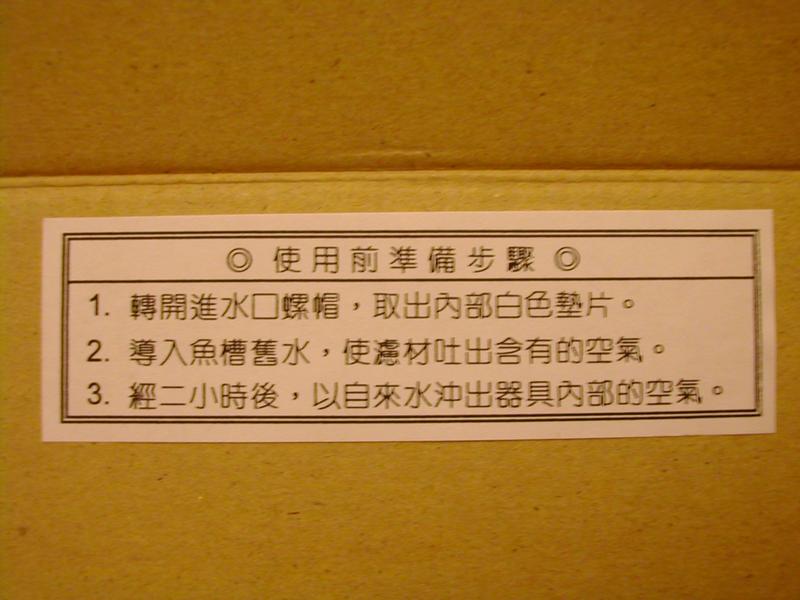 ◎ 使用前準備步驟 ◎
1. 轉開進水口螺帽，取出內部白色墊片。
2. 導入魚槽舊水，使濾材吐出含有的空氣。
3. 經二小時後，以自來水沖出器具內部的空氣。